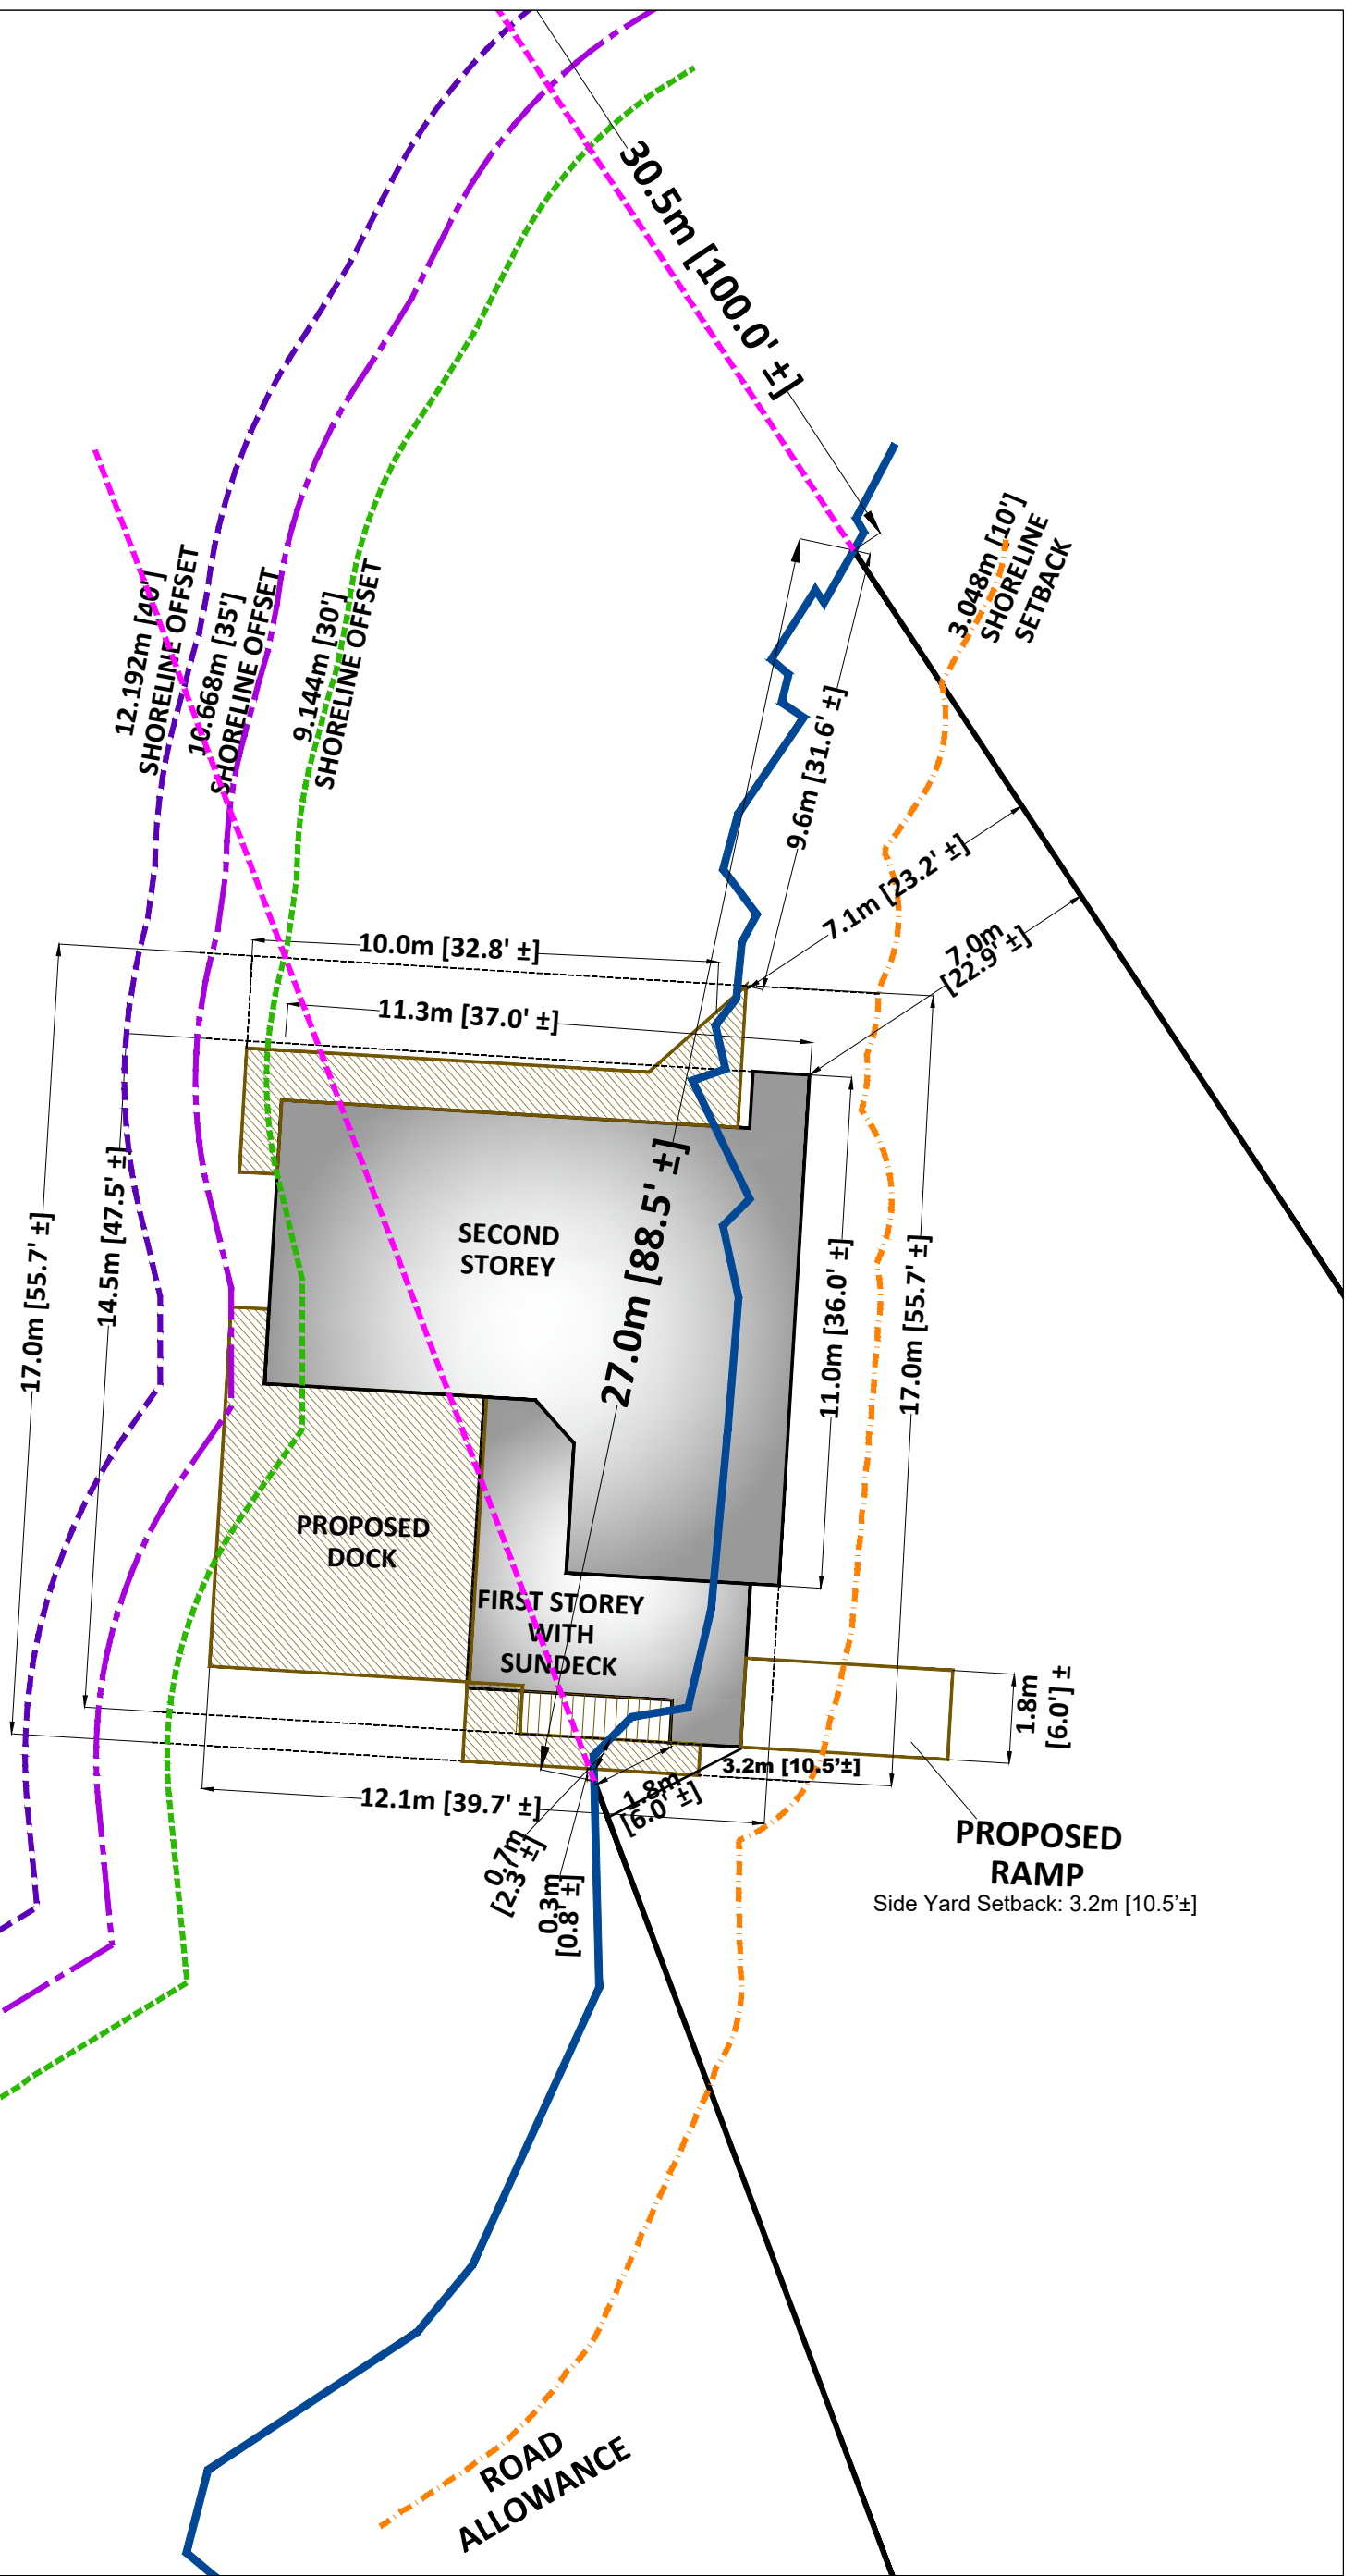 30.5m [100.0' ±]
3.048m [10']
SHORELINE
SETBACK
12.192m [40']
SHORELINE OFFSET
10.668m [35']
SHORELINE OFFSET
9.144m [30']
SHORELINE OFFSET
9.6m [31.6' ±]
7.1m [23.2' ±]
7.0m
[22.9' ±]
10.0m [32.8' ±]
11.3m [37.0' ±]
17.0m [55.7' ±]
14.5m [47.5' ±]
SECOND
STOREY
27.0m [88.5' ±]
11.0m [36.0' ±]
17.0m [55.7' ±]
PROPOSED
DOCK
FIRST STOREY
WITH
SUNDECK
1.8m
[6.0'] ±
3.2m [10.5'±]
1.8m
[6.0' ±]
12.1m [39.7' ±]
0.7m
[2.3' ±]
0.3m
[0.8' ±]
PROPOSED
RAMP
Side Yard Setback: 3.2m [10.5'±]
ROAD
ALLOWANCE